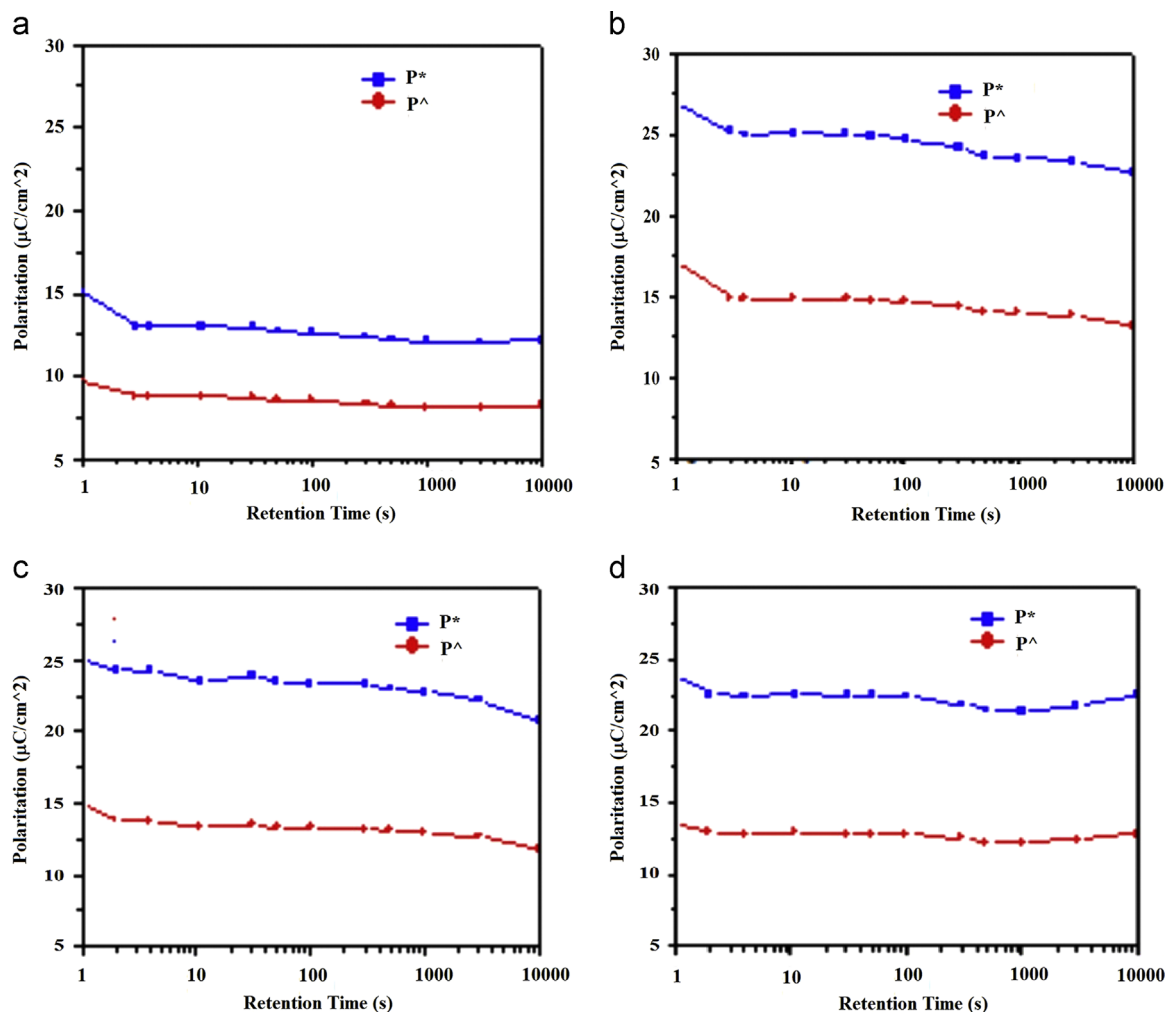 a
30
25
20
15
10
5
P*
P^
Polaritation (μC/cm^2)
1 10 100 1000 10000
Retention Time (s)
b
30
25
20
15
10
5
P*
P^
Polaritation (μC/cm^2)
1 10 100 1000 10000
Retention Time (s)
c
30
25
20
15
10
5
P*
P^
Polaritation (μC/cm^2)
1 10 100 1000 10000
Retention Time (s)
d
30
25
20
15
10
5
P*
P^
Polaritation (μC/cm^2)
1 10 100 1000 10000
Retention Time (s)